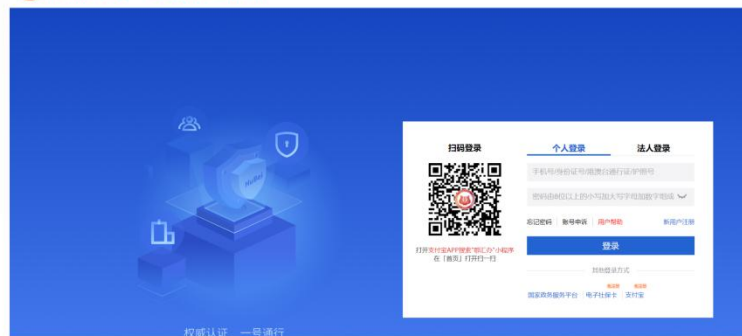 HuBei
权威认证 一号通行
扫码登录
打开支付宝APP搜索"鄂汇办"小程序
在「首页」打开扫一扫
个人登录 法人登录
手机号/身份证号/港澳台通行证/护照号
密码由8位以上的小写加大写字母加数字组成
忘记密码 账号申诉 用户帮助 新用户注册
登录
其他登录方式
国家政务服务平台 电子社保卡 支付宝